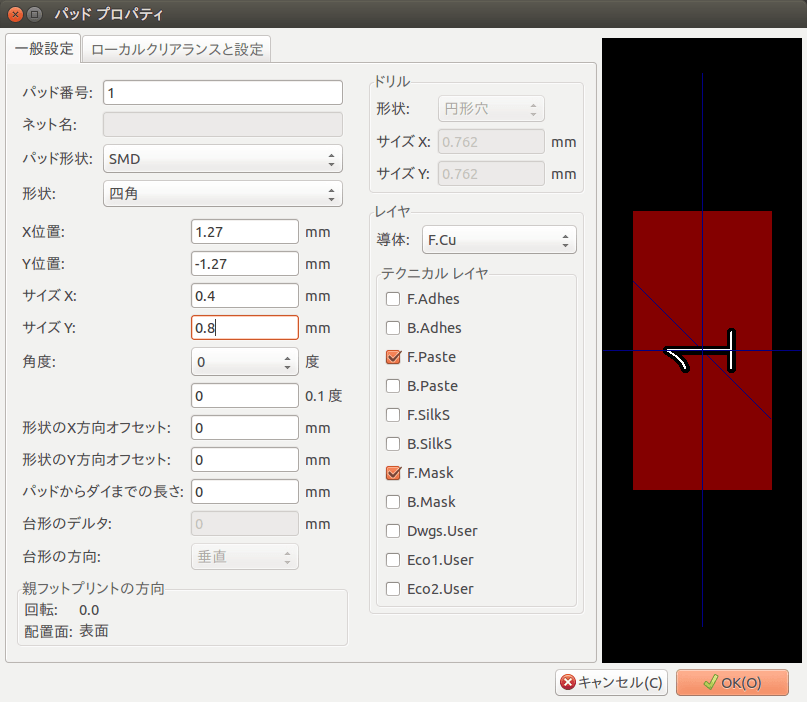 パッド プロパティ
一般設定 ローカルクリアランスと設定
パッド番号: 1
ネット名:
パッド形状: SMD
形状: 四角
X位置: 1.27 mm
Y位置: -1.27 mm
サイズ X: 0.4 mm
サイズ Y: 0.8 mm
角度: 0 度
0 0.1 度
形状のX方向オフセット: 0 mm
形状のY方向オフセット: 0 mm
パッドからダイまでの長さ: 0 mm
台形のデルタ: 0 mm
台形の方向: 垂直
親フットプリントの方向
回転: 0.0
配置面: 表面
ドリル
形状: 円形穴
サイズ X: 0.762 mm
サイズ Y: 0.762 mm
レイヤ
導体: F.Cu
テクニカル レイヤ
F.Adhes
B.Adhes
F.Paste
B.Paste
F.SilkS
B.SilkS
F.Mask
B.Mask
Dwgs.User
Eco1.User
Eco2.User
1
キャンセル(C) OK(O)